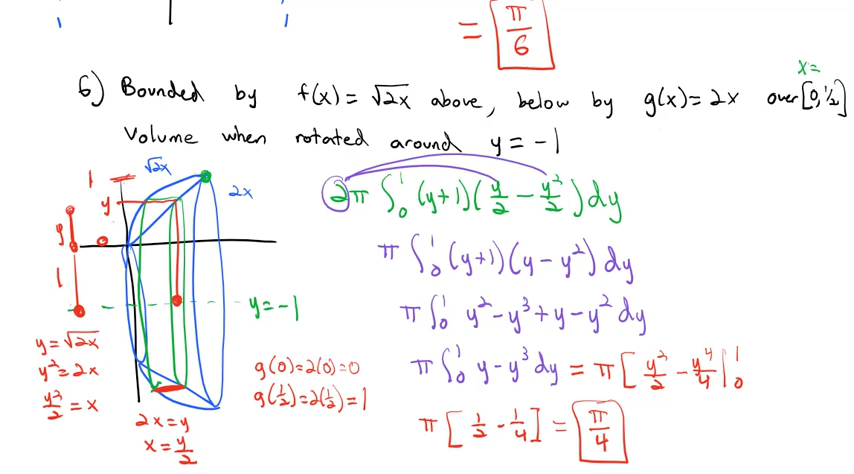 1
1
= π/6
x=
6) Bounded by f(x) = √2x above, below by g(x) = 2x over [0, 1/2]
Volume when rotated around y = -1
√2x
1
2x
y
y
0
1
y = -1
2π ∫₀¹ (y+1)(y/2 - y²/2) dy
π ∫₀¹ (y+1)(y - y²) dy
π ∫₀¹ y² - y³ + y - y² dy
π ∫₀¹ y - y³ dy = π [ y²/2 - y⁴/4 |₀¹
π [ 1/2 - 1/4 ] = π/4
y = √2x
y² = 2x
y²/2 = x
g(0) = 2(0) = 0
g(1/2) = 2(1/2) = 1
2x = y
x = y/2